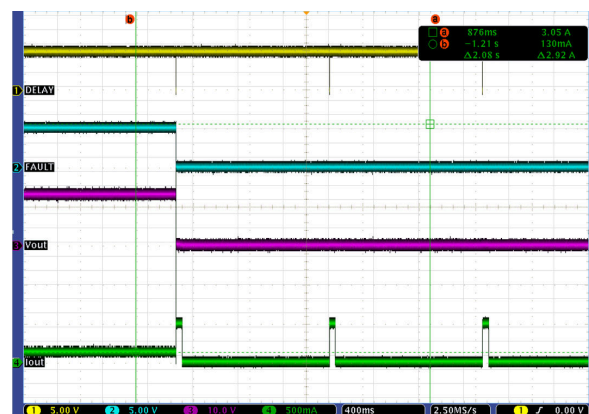 b
a
a 876ms 3.05 A
b −1.21 s 130mA
Δ2.08 s Δ2.92 A
1 DELAY
2 FAULT
3 Vout
4 Iout
1 5.00 V 2 5.00 V 3 10.0 V 4 500mA 400ms 2.50MS/s 1 0.00 V